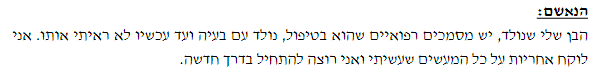 הנאשם:
הבן שלי שנולד, יש מסמכים רפואיים שהוא בטיפול, נולד עם בעיה ועד עכשיו לא ראיתי אותו. אני
לוקח אחריות על כל המעשים שעשיתי ואני רוצה להתחיל בדרך חדשה.